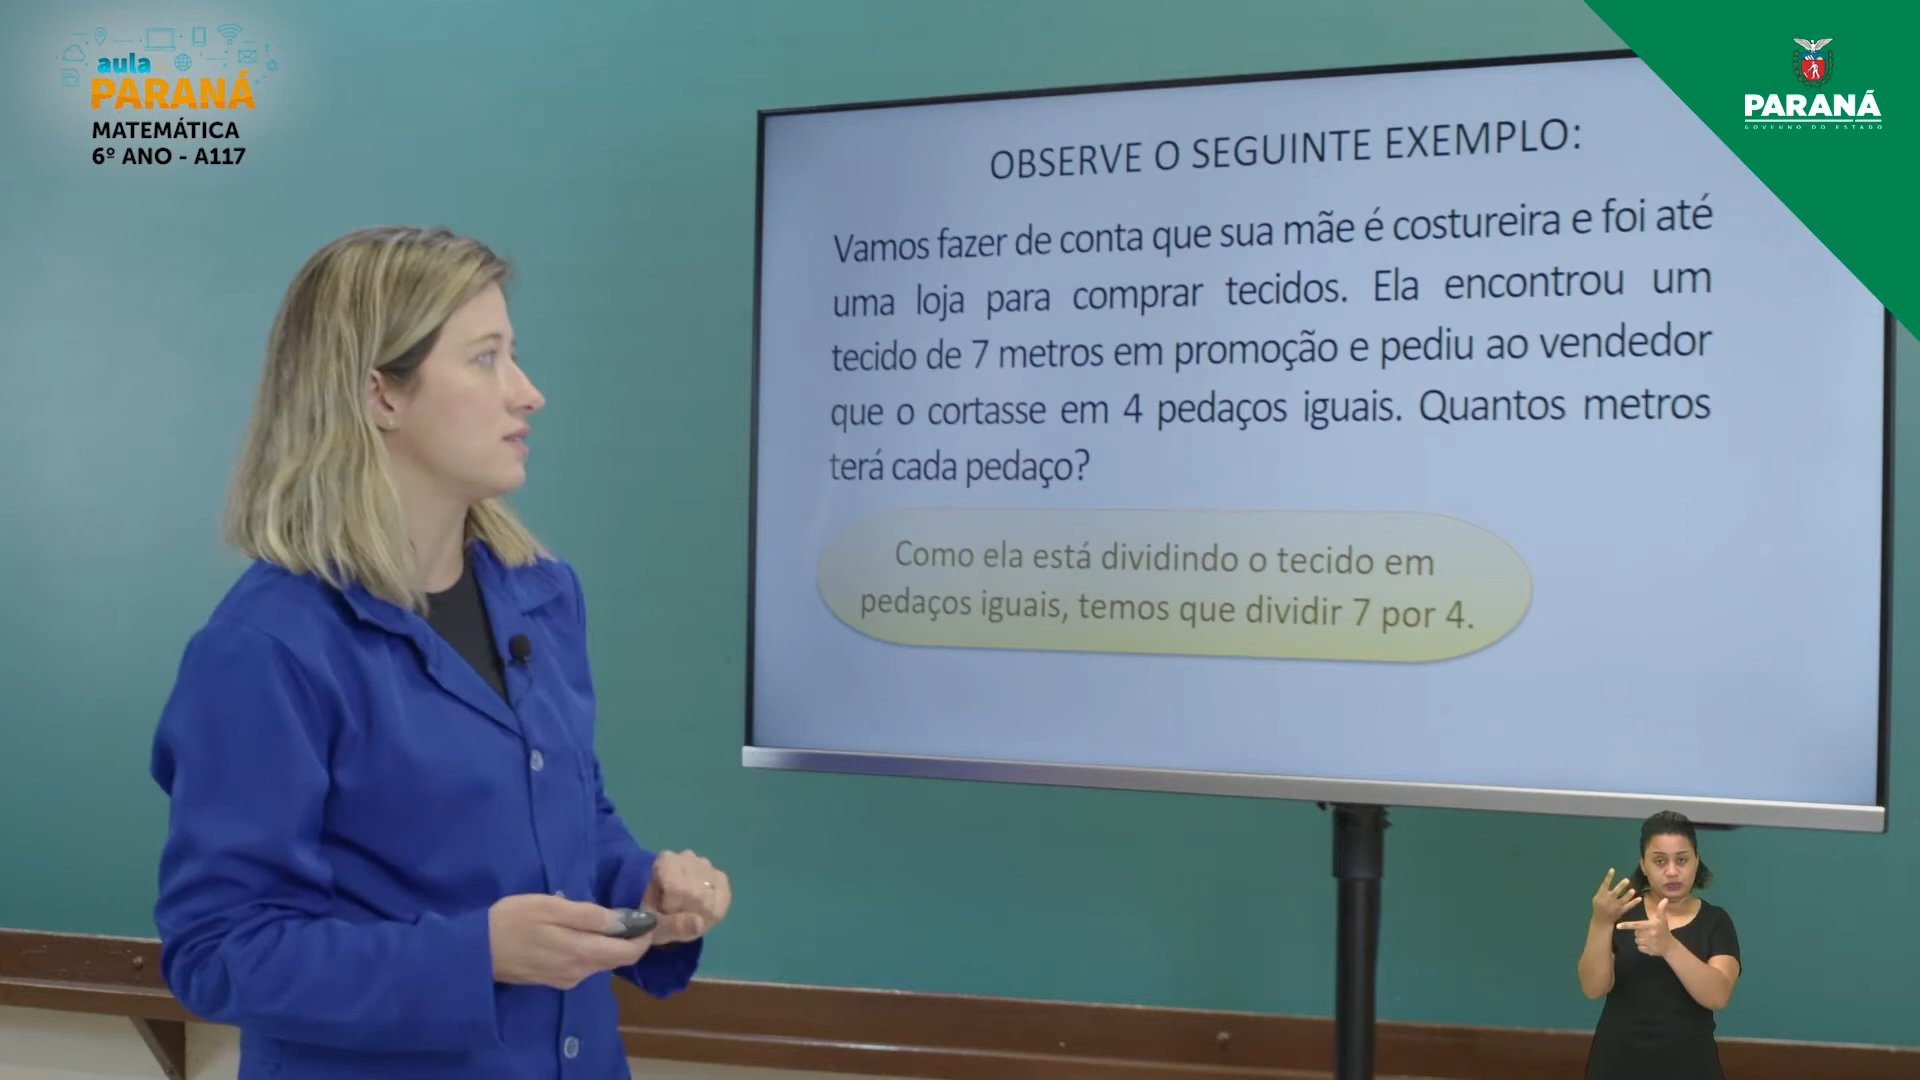 aula
PARANÁ
MATEMÁTICA
6º ANO - A117
PARANÁ
GOVERNO DO ESTADO
OBSERVE O SEGUINTE EXEMPLO:
Vamos fazer de conta que sua mãe é costureira e foi até
uma loja para comprar tecidos. Ela encontrou um
tecido de 7 metros em promoção e pediu ao vendedor
que o cortasse em 4 pedaços iguais. Quantos metros
terá cada pedaço?
Como ela está dividindo o tecido em
pedaços iguais, temos que dividir 7 por 4.